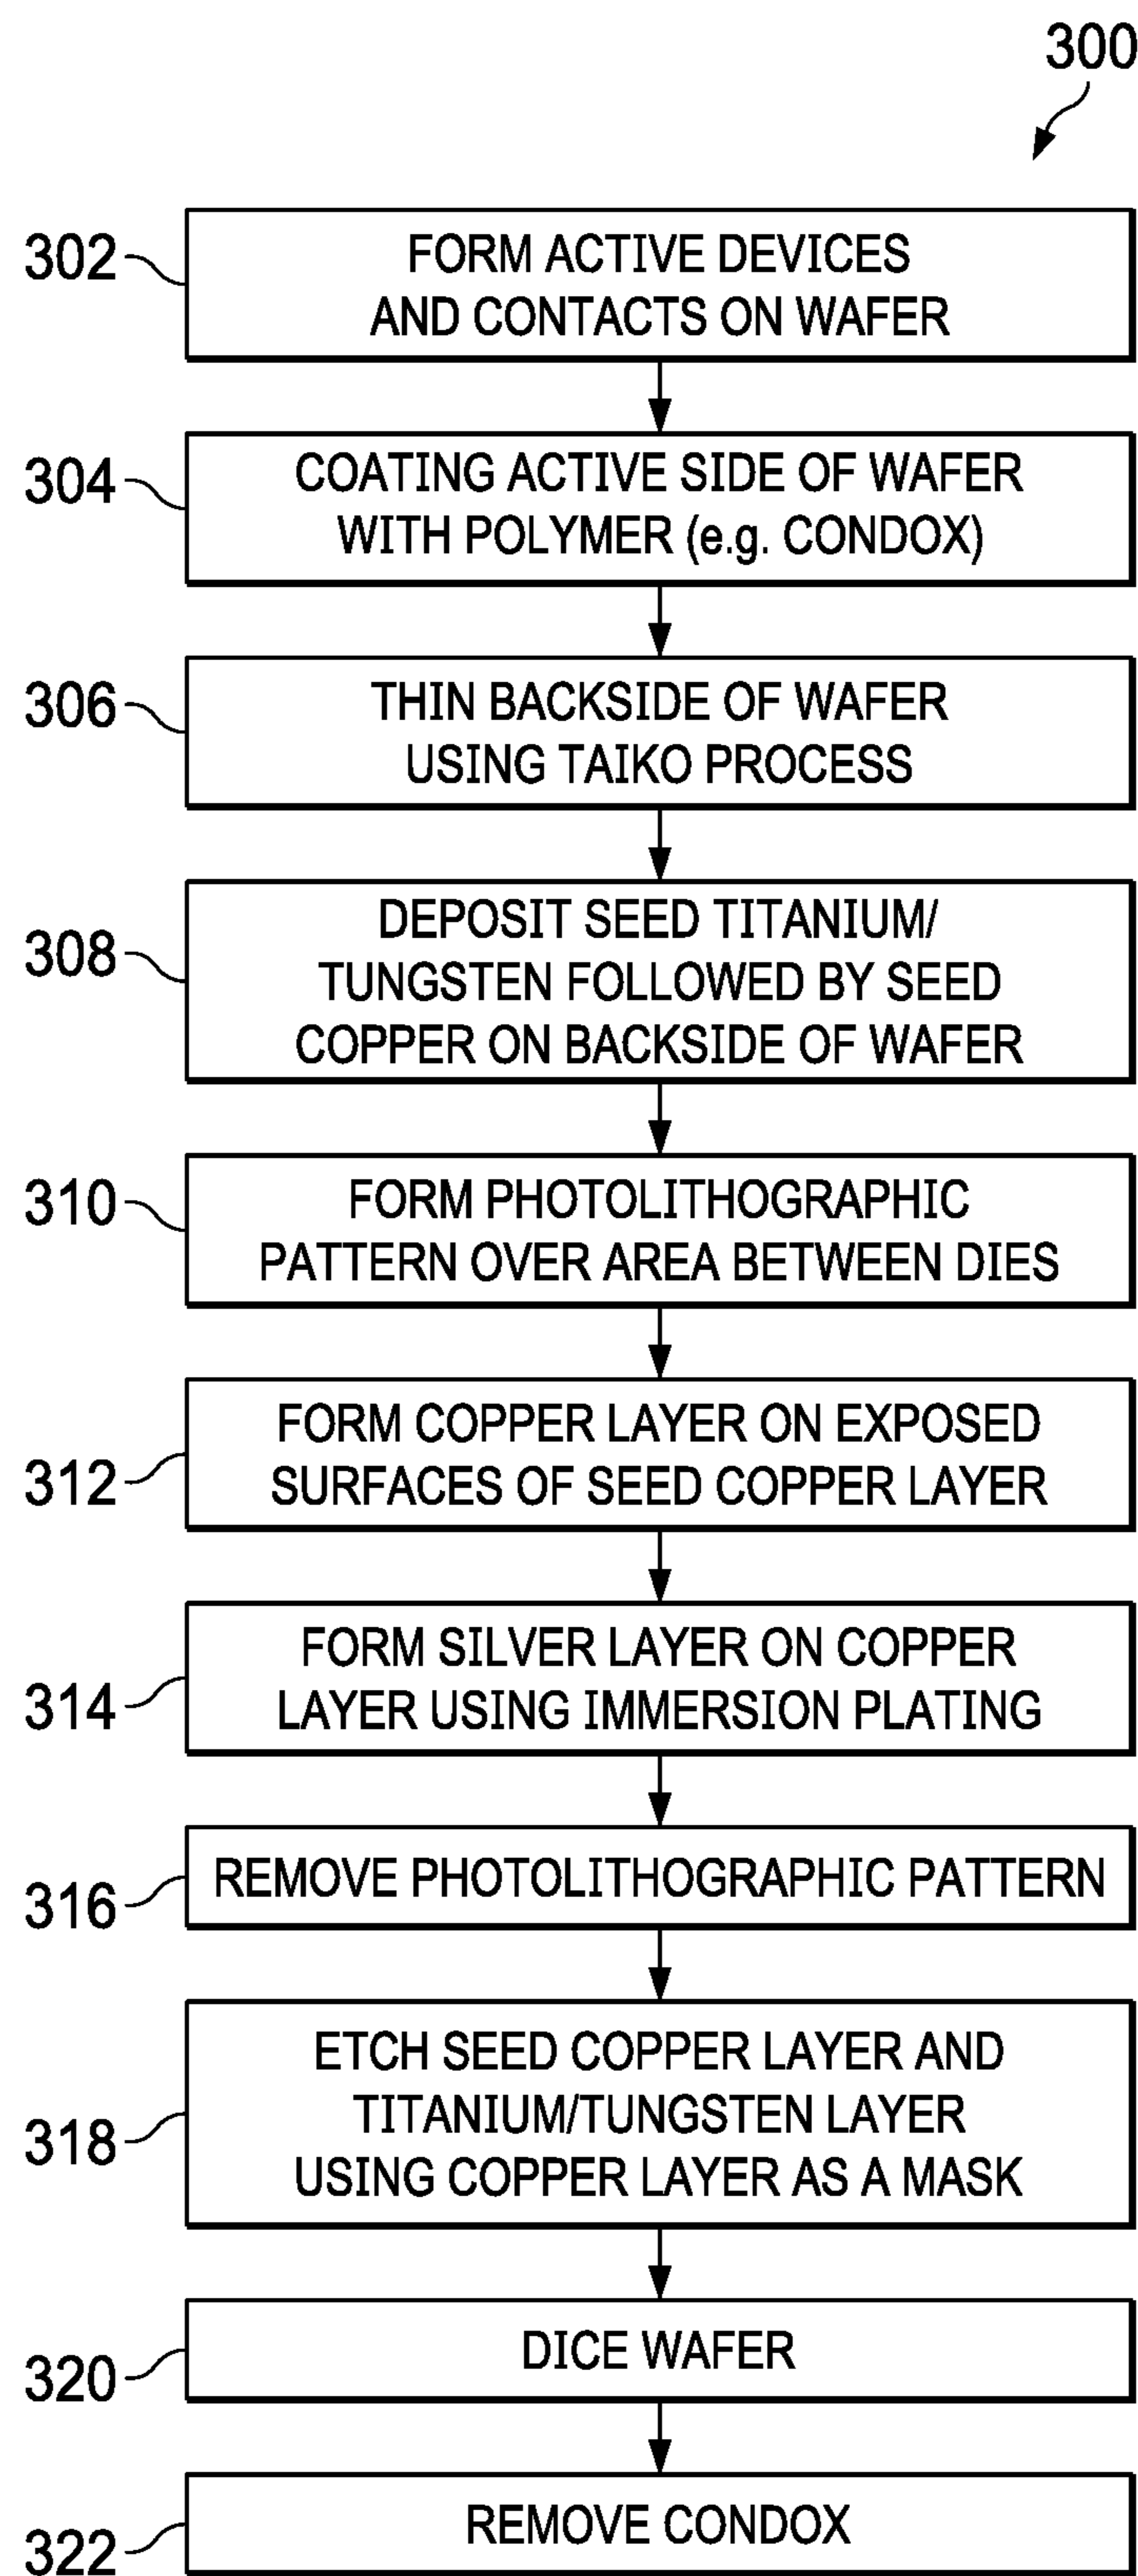 300
302
FORM ACTIVE DEVICES
AND CONTACTS ON WAFER
304
COATING ACTIVE SIDE OF WAFER
WITH POLYMER (e.g. CONDOX)
306
THIN BACKSIDE OF WAFER
USING TAIKO PROCESS
308
DEPOSIT SEED TITANIUM/
TUNGSTEN FOLLOWED BY SEED
COPPER ON BACKSIDE OF WAFER
310
FORM PHOTOLITHOGRAPHIC
PATTERN OVER AREA BETWEEN DIES
312
FORM COPPER LAYER ON EXPOSED
SURFACES OF SEED COPPER LAYER
314
FORM SILVER LAYER ON COPPER
LAYER USING IMMERSION PLATING
316
REMOVE PHOTOLITHOGRAPHIC PATTERN
318
ETCH SEED COPPER LAYER AND
TITANIUM/TUNGSTEN LAYER
USING COPPER LAYER AS A MASK
320
DICE WAFER
322
REMOVE CONDOX